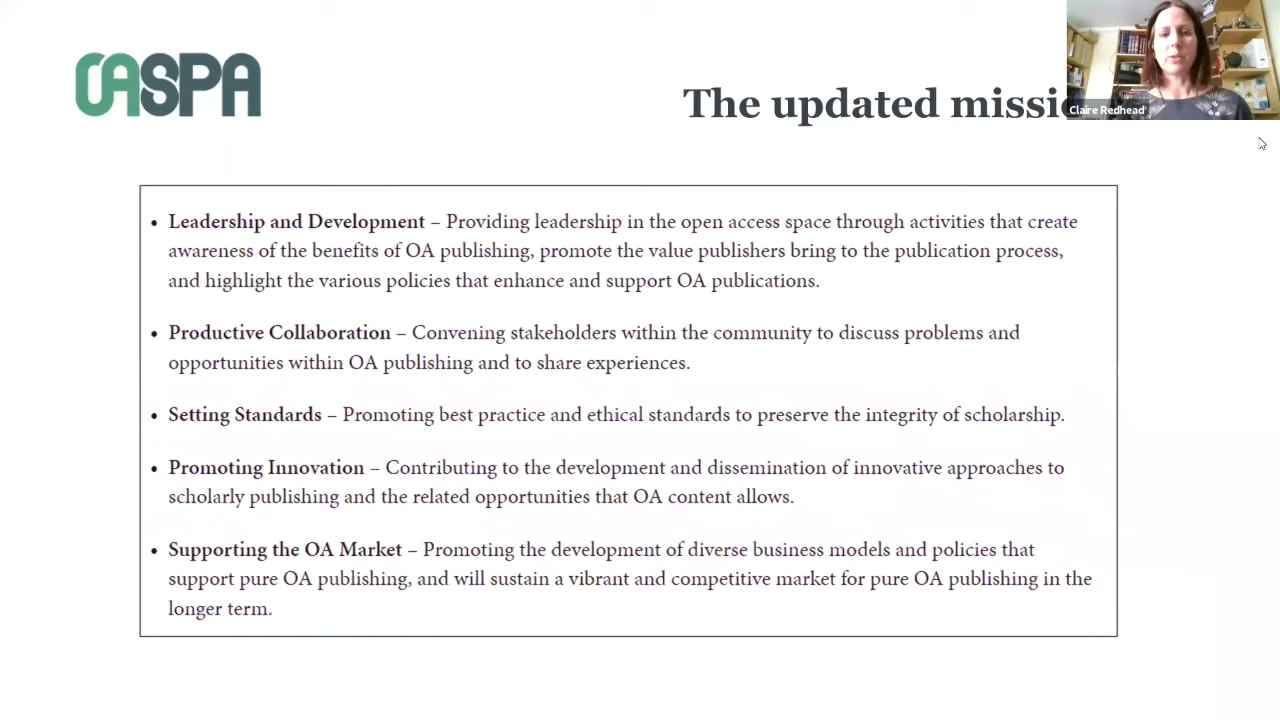 OASPA
The updated missio
Claire Redhead
• Leadership and Development – Providing leadership in the open access space through activities that create
awareness of the benefits of OA publishing, promote the value publishers bring to the publication process,
and highlight the various policies that enhance and support OA publications.
• Productive Collaboration – Convening stakeholders within the community to discuss problems and
opportunities within OA publishing and to share experiences.
• Setting Standards – Promoting best practice and ethical standards to preserve the integrity of scholarship.
• Promoting Innovation – Contributing to the development and dissemination of innovative approaches to
scholarly publishing and the related opportunities that OA content allows.
• Supporting the OA Market – Promoting the development of diverse business models and policies that
support pure OA publishing, and will sustain a vibrant and competitive market for pure OA publishing in the
longer term.